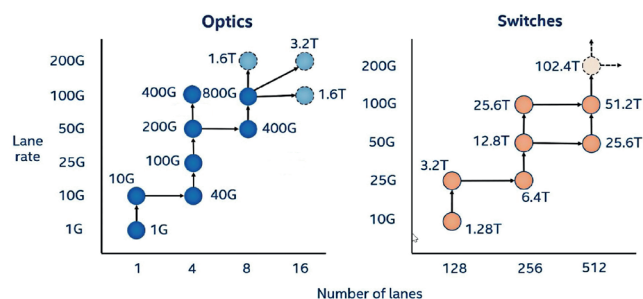 Optics
Switches
Lane
rate
200G
100G
50G
25G
10G
1G
1.6T
3.2T
400G
800G
1.6T
200G
400G
100G
10G
40G
1G
1
4
8
16
200G
100G
50G
25G
10G
102.4T
25.6T
51.2T
12.8T
25.6T
3.2T
6.4T
1.28T
128
256
512
Number of lanes